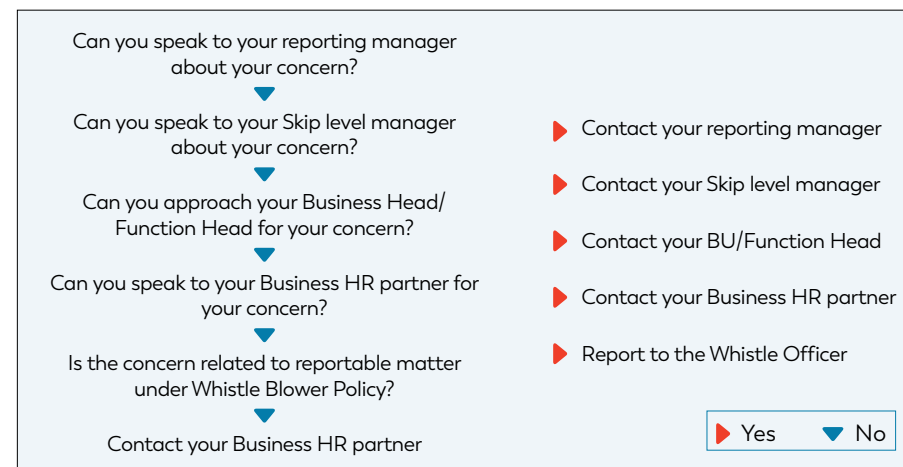 Can you speak to your reporting manager
about your concern?
Can you speak to your Skip level manager
about your concern?
Can you approach your Business Head/
Function Head for your concern?
Can you speak to your Business HR partner for
your concern?
Is the concern related to reportable matter
under Whistle Blower Policy?
Contact your Business HR partner
Contact your reporting manager
Contact your Skip level manager
Contact your BU/Function Head
Contact your Business HR partner
Report to the Whistle Officer
Yes No